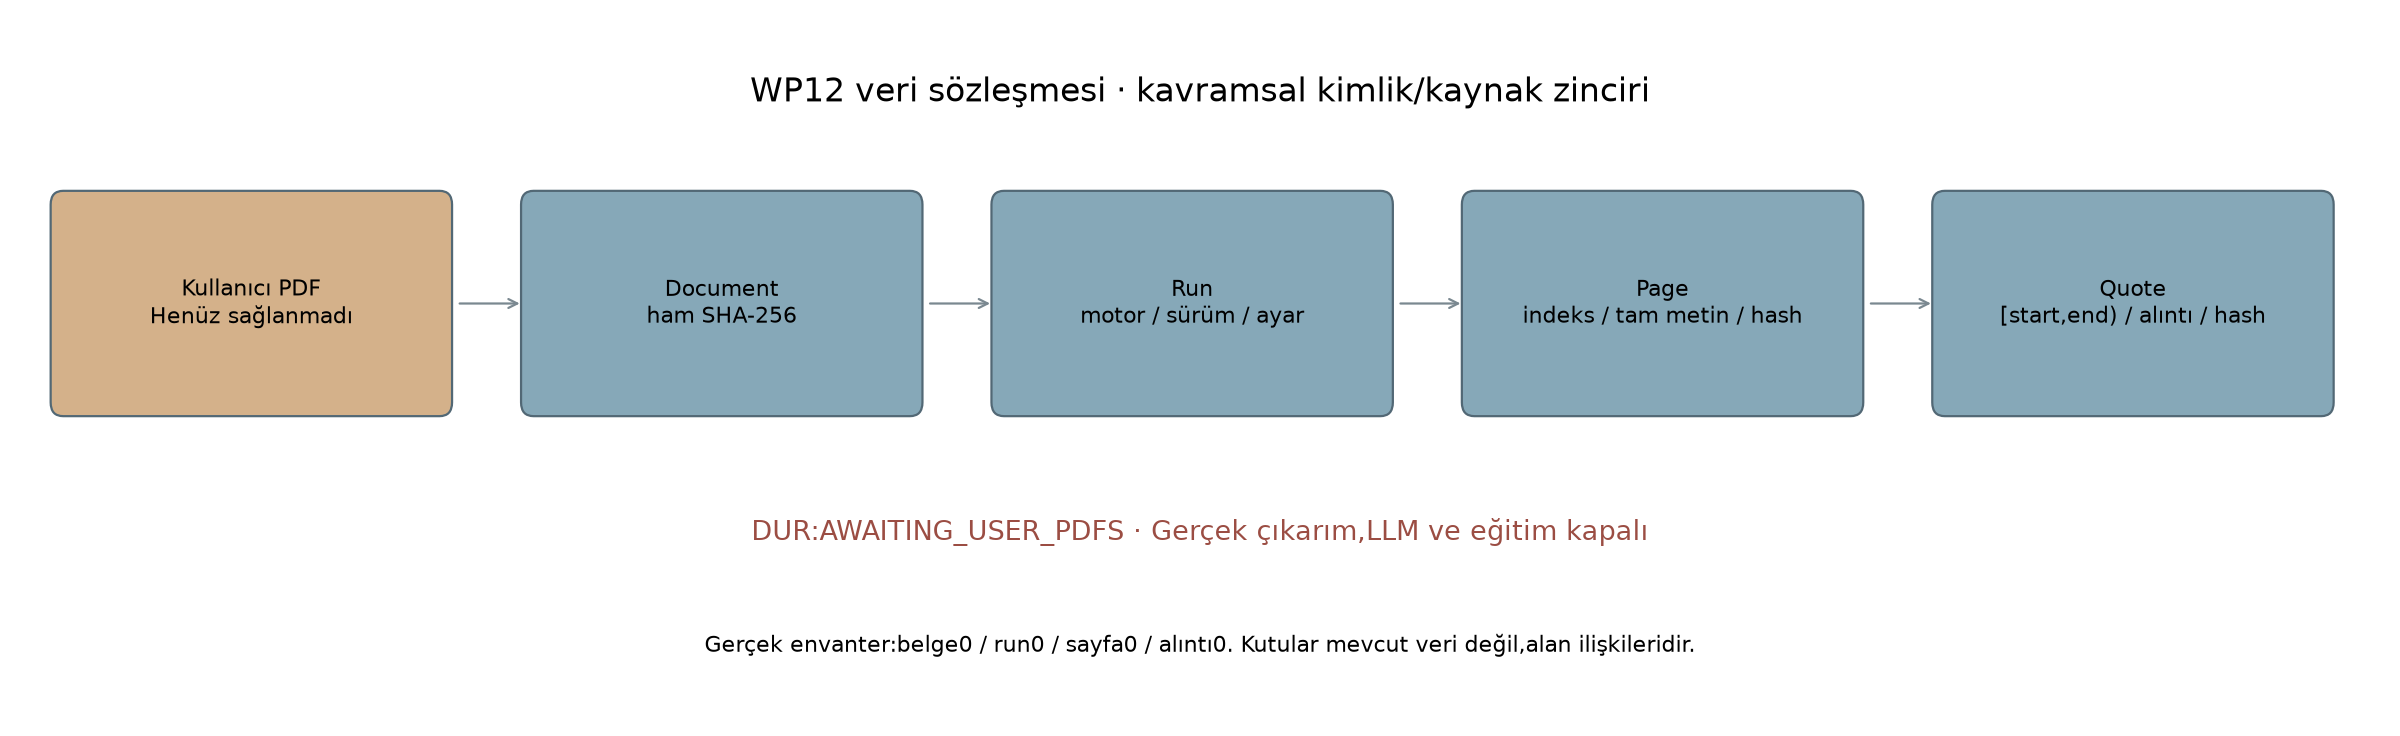 WP12 veri sözleşmesi · kavramsal kimlik/kaynak zinciri
Kullanıcı PDF
Henüz sağlanmadı
Document
ham SHA-256
Run
motor / sürüm / ayar
Page
indeks / tam metin / hash
Quote
[start,end) / alıntı / hash
DUR:AWAITING_USER_PDFS · Gerçek çıkarım,LLM ve eğitim kapalı
Gerçek envanter:belge0 / run0 / sayfa0 / alıntı0. Kutular mevcut veri değil,alan ilişkileridir.